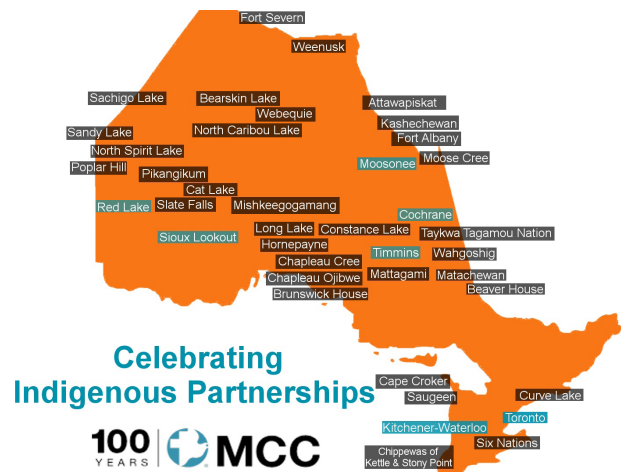 Fort Severn
Weenusk
Sachigo Lake
Bearskin Lake
Attawapiskat
Webequie
Kashechewan
Sandy Lake
North Caribou Lake
Fort Albany
North Spirit Lake
Moose Cree
Moosonee
Poplar Hill
Pikangikum
Cat Lake
Red Lake
Slate Falls
Mishkeegogamang
Cochrane
Long Lake
Constance Lake
Taykwa Tagamou Nation
Sioux Lookout
Hornepayne
Timmins
Wahgoshig
Chapleau Cree
Mattagami
Matachewan
Chapleau Ojibwe
Beaver House
Brunswick House
Celebrating
Indigenous Partnerships
Cape Croker
Saugeen
Curve Lake
Toronto
Kitchener-Waterloo
Six Nations
Chippewas of
Kettle & Stony Point
100
YEARS
MCC